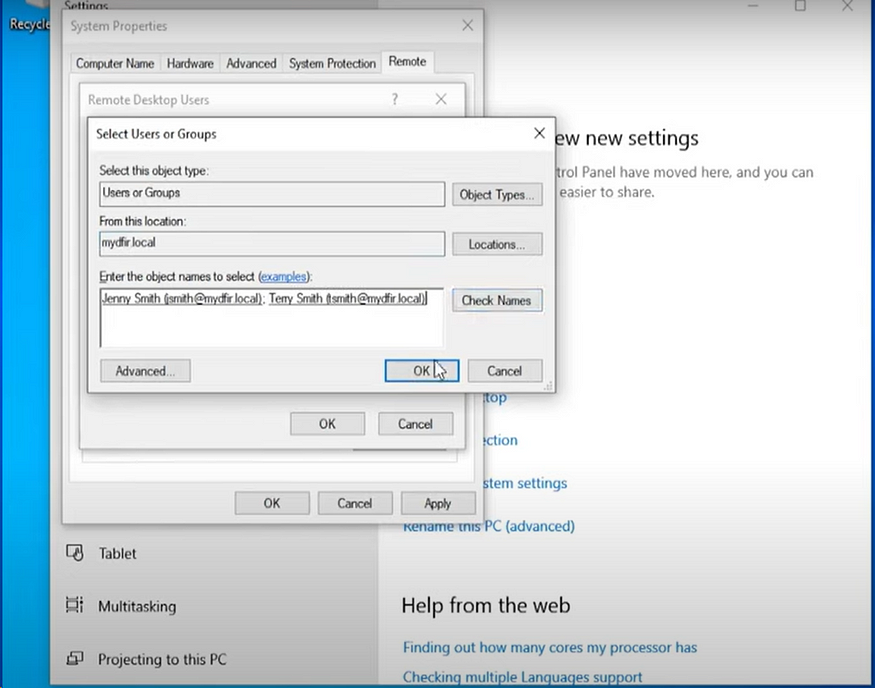 Settings
Recycle
System Properties
Computer Name
Hardware
Advanced
System Protection
Remote
Remote Desktop Users
?
Select Users or Groups
ew new settings
trol Panel have moved here, and you can
easier to share.
Select this object type:
Users or Groups
Object Types...
From this location:
mydfir.local
Locations...
Enter the object names to select (examples):
Jenny Smith (jsmith@mydfir.local); Terry Smith (tsmith@mydfir.local)
Check Names
Advanced...
OK
Cancel
top
OK
Cancel
ection
stem settings
OK
Cancel
Apply
Rename this PC (advanced)
Tablet
Multitasking
Projecting to this PC
Help from the web
Finding out how many cores my processor has
Checking multiple Languages support